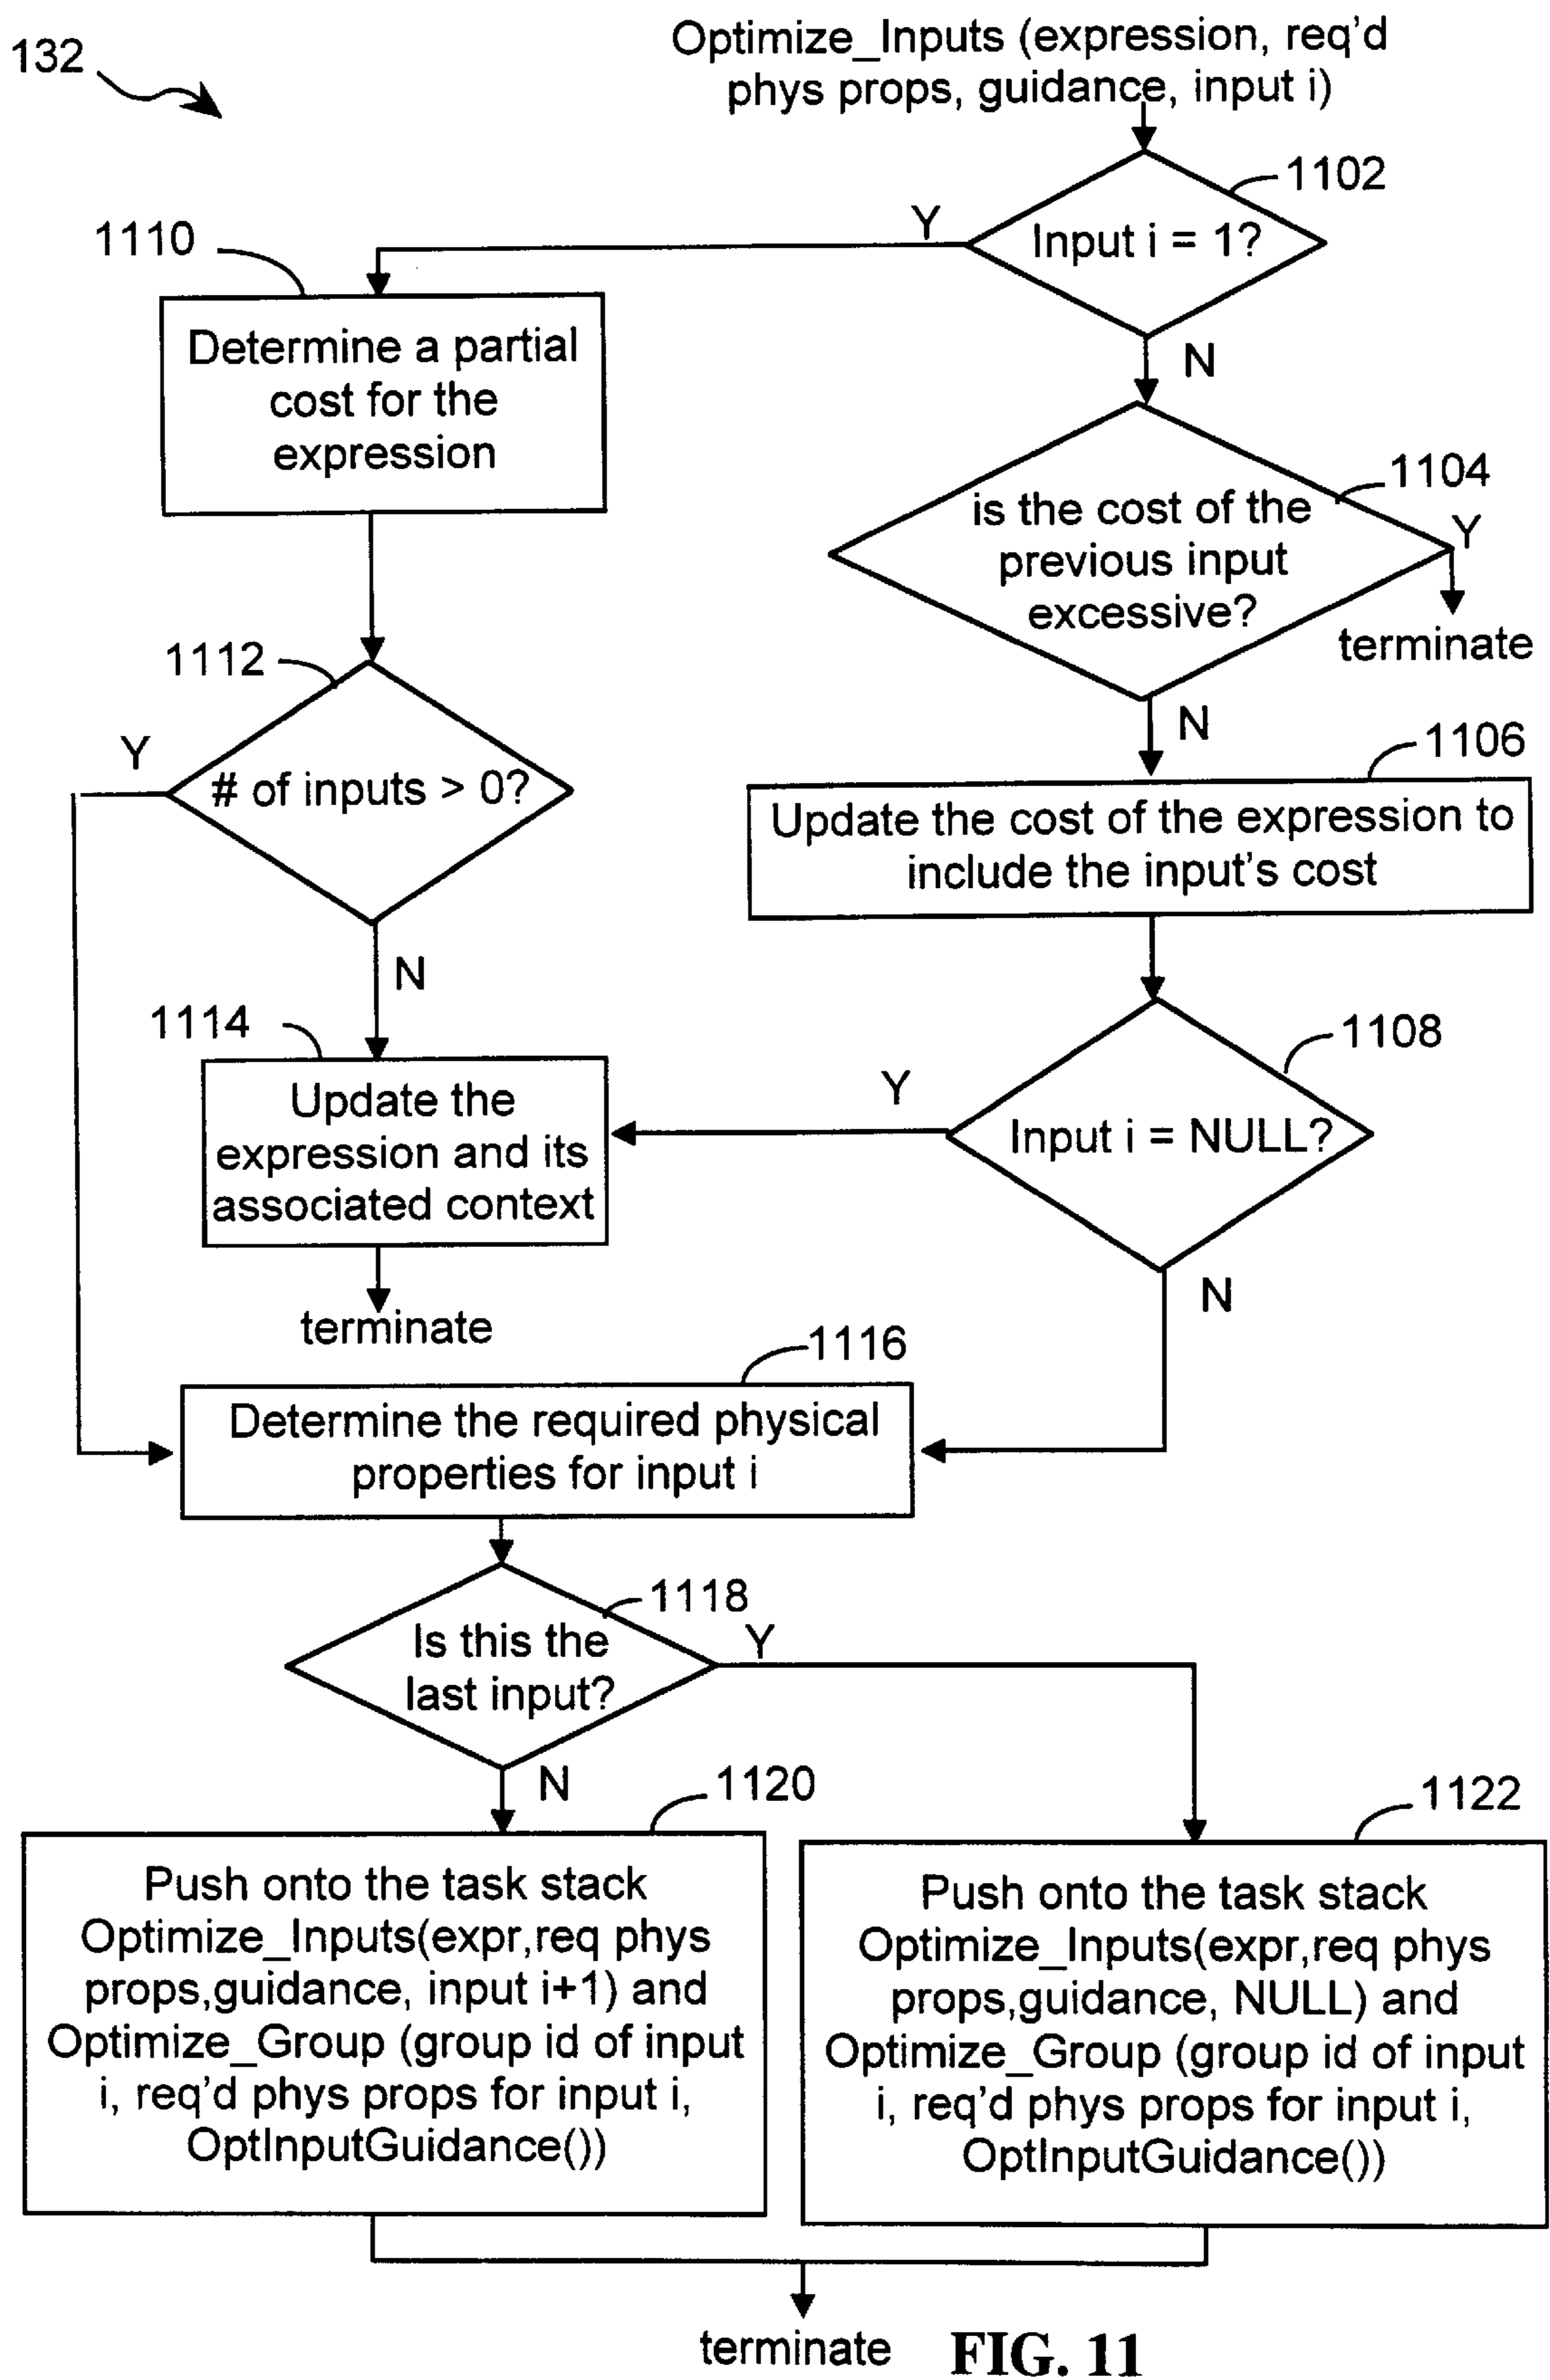 132
Optimize_Inputs (expression, req'd
phys props, guidance, input i)
1102
Input i = 1?
Y
N
1110
Determine a partial
cost for the
expression
1104
is the cost of the
previous input
excessive?
Y
terminate
N
1112
# of inputs > 0?
Y
N
1106
Update the cost of the expression to
include the input's cost
1108
Input i = NULL?
Y
N
1114
Update the
expression and its
associated context
terminate
1116
Determine the required physical
properties for input i
1118
Is this the
last input?
Y
N
1120
Push onto the task stack
Optimize_Inputs(expr,req phys
props,guidance, input i+1) and
Optimize_Group (group id of input
i, req'd phys props for input i,
OptInputGuidance())
1122
Push onto the task stack
Optimize_Inputs(expr,req phys
props,guidance, NULL) and
Optimize_Group (group id of input
i, req'd phys props for input i,
OptInputGuidance())
terminate
FIG. 11